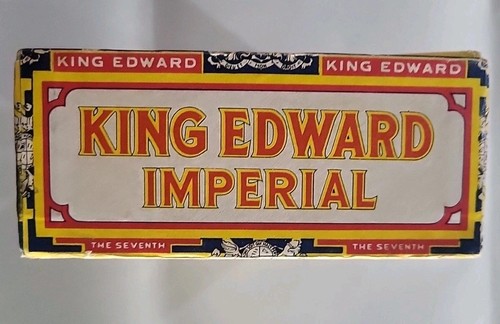 KING EDWARD KING EDWARD
KING EDWARD
IMPERIAL
THE SEVENTH THE SEVENTH